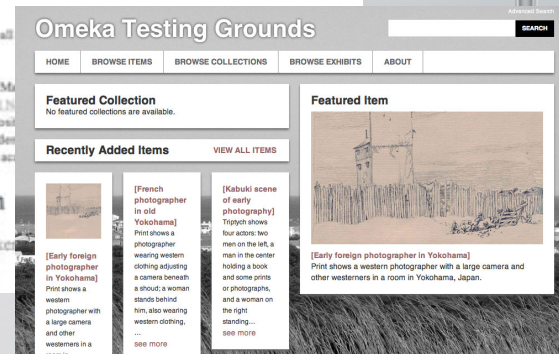 Advanced Search
Omeka Testing Grounds
SEARCH
HOME
BROWSE ITEMS
BROWSE COLLECTIONS
BROWSE EXHIBITS
ABOUT
Featured Collection
No featured collections are available.
Recently Added Items
VIEW ALL ITEMS
[Early foreign
photographer
in Yokohama]
Print shows a
western
photographer with
a large camera
and other
westerners in a
[French
photographer
in old
Yokohama]
Print shows a
photographer
wearing western
clothing adjusting
a camera beneath
a shoud; a woman
stands behind
him, also wearing
western clothing,
...
see more
[Kabuki scene
of early
photography]
Triptych shows
four actors: two
men on the left, a
man in the center
holding a book
and some prints
or photographs,
and a woman on
the right
standing...
see more
Featured Item
[Early foreign photographer in Yokohama]
Print shows a western photographer with a large camera and
other westerners in a room in Yokohama, Japan.